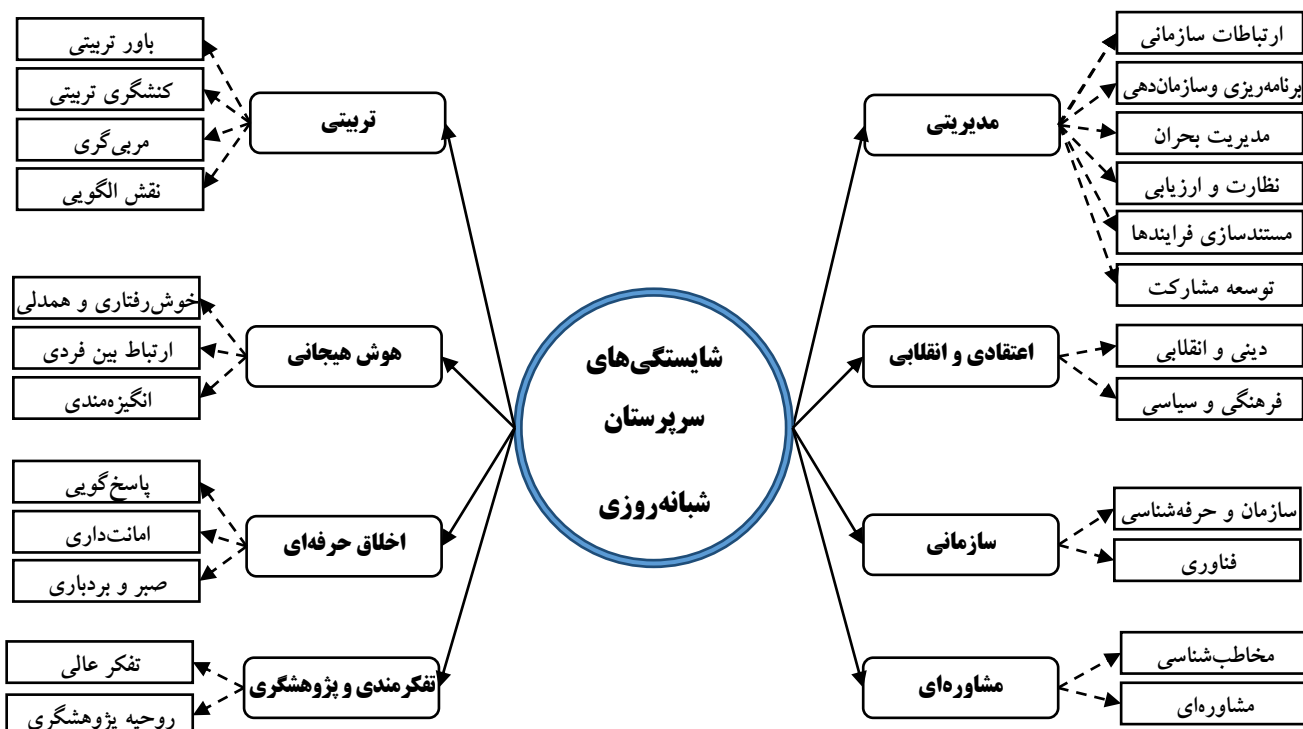 شایستگی‌های
سرپرستان
شبانه‌روزی
مدیریتی
ارتباطات سازمانی
برنامه‌ریزی وسازمان‌دهی
مدیریت بحران
نظارت و ارزیابی
مستندسازی فرایندها
توسعه مشارکت
اعتقادی و انقلابی
دینی و انقلابی
فرهنگی و سیاسی
سازمانی
سازمان و حرفه‌شناسی
فناوری
مشاوره‌ای
مخاطب‌شناسی
مشاوره‌ای
تربیتی
باور تربیتی
کنشگری تربیتی
مربی‌گری
نقش الگویی
هوش هیجانی
خوش‌رفتاری و همدلی
ارتباط بین فردی
انگیزه‌مندی
اخلاق حرفه‌ای
پاسخ‌گویی
امانت‌داری
صبر و بردباری
تفکرمندی و پژوهشگری
تفکر عالی
روحیه پژوهشگری